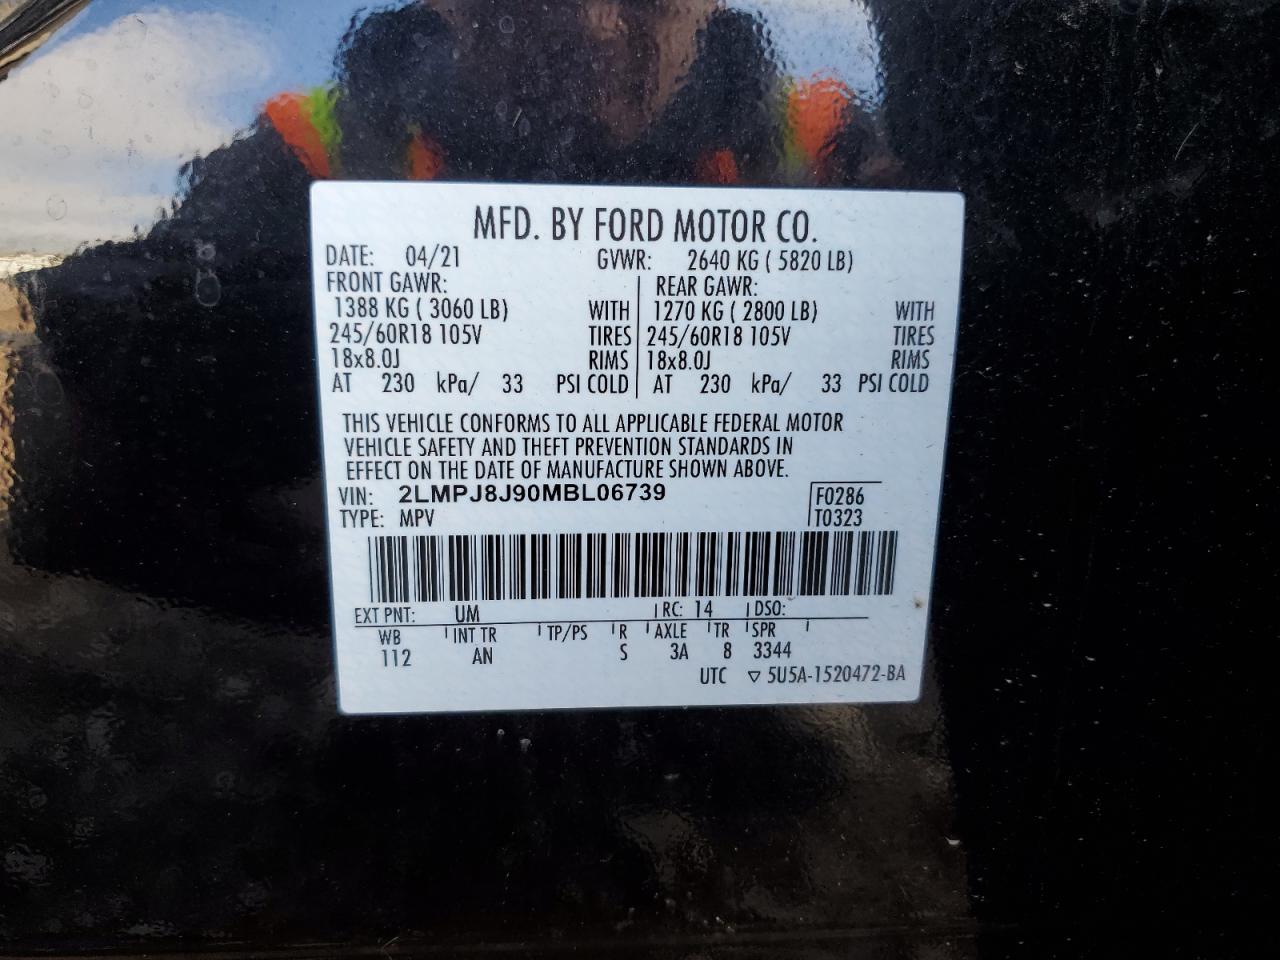 MFD. BY FORD MOTOR CO.
DATE: 04/21 GVWR: 2640 KG ( 5820 LB)
FRONT GAWR: REAR GAWR:
1388 KG ( 3060 LB) WITH 1270 KG ( 2800 LB) WITH
245/60R18 105V TIRES 245/60R18 105V TIRES
18x8.0J RIMS 18x8.0J RIMS
AT 230 kPa/ 33 PSI COLD AT 230 kPa/ 33 PSI COLD
THIS VEHICLE CONFORMS TO ALL APPLICABLE FEDERAL MOTOR
VEHICLE SAFETY AND THEFT PREVENTION STANDARDS IN
EFFECT ON THE DATE OF MANUFACTURE SHOWN ABOVE.
VIN: 2LMPJ8J90MBL06739 F0286
TYPE: MPV T0323
EXT PNT: UM RC: 14 DSO:
WB INT TR TP/PS R AXLE TR SPR
112 AN S 3A 8 3344
UTC ▽ 5U5A-1520472-BA